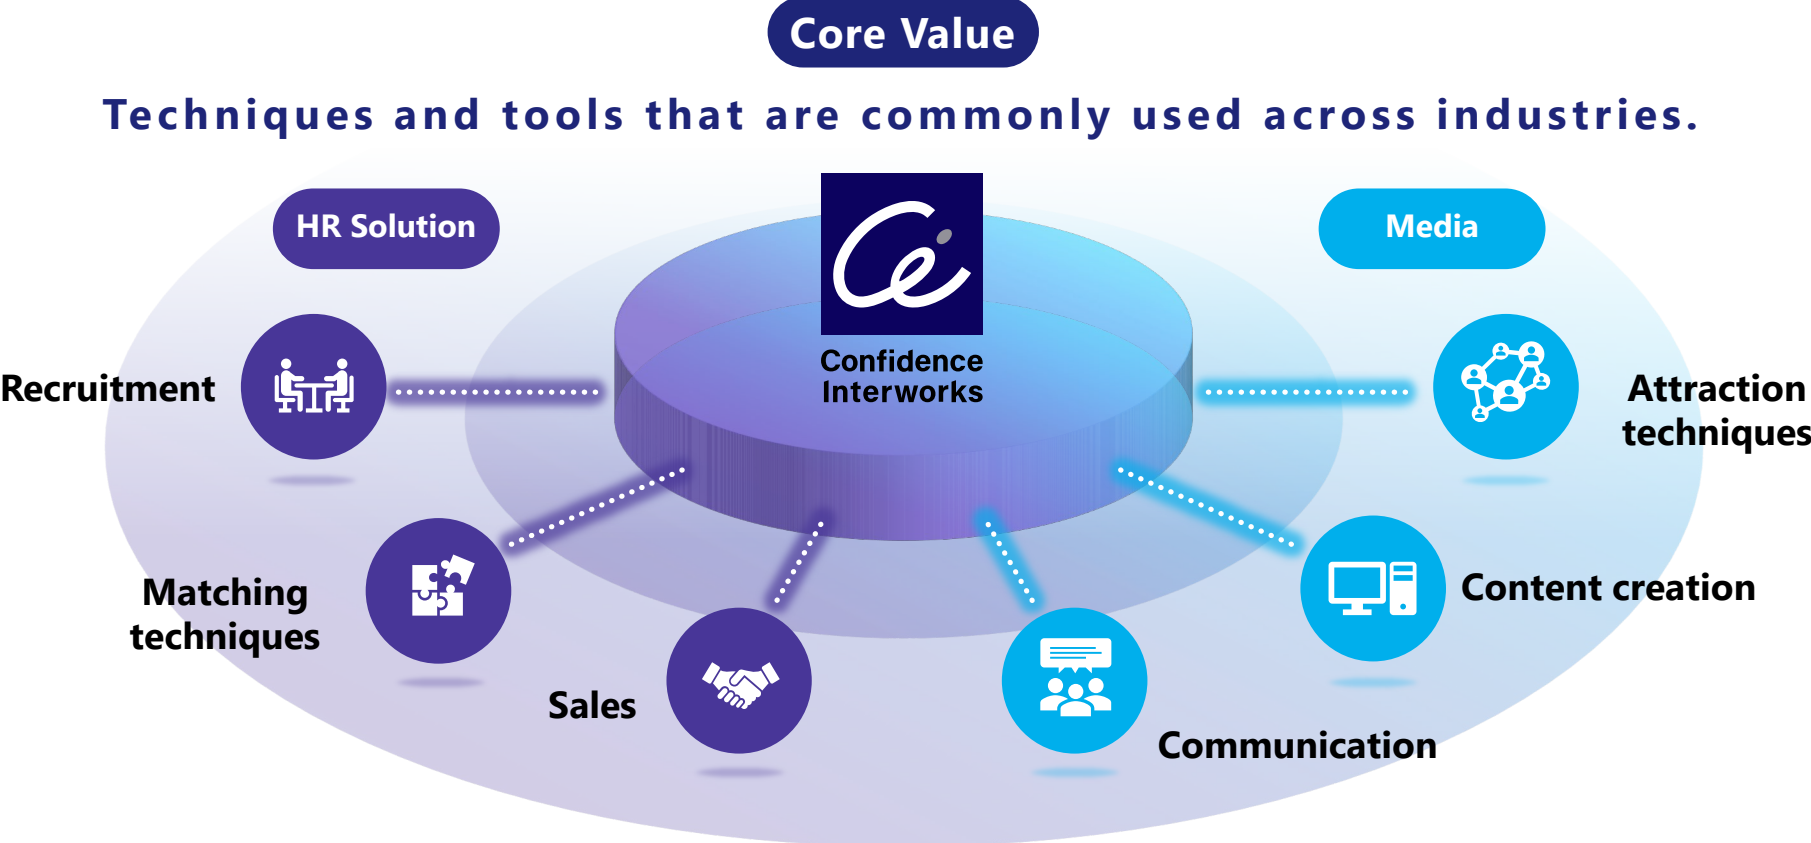 Core Value
Techniques and tools that are commonly used across industries.
HR Solution
Media
Ci
Confidence
Interworks
Recruitment
Matching
techniques
Sales
Communication
Content creation
Attraction
techniques